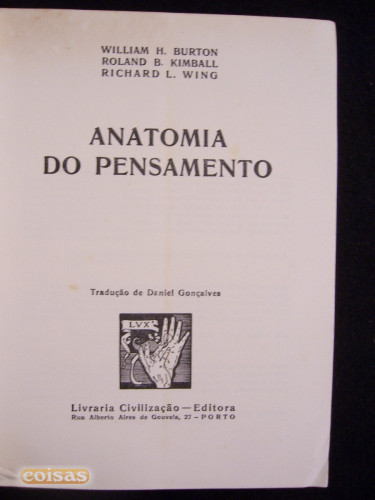 WILLIAM H. BURTON
ROLAND B. KIMBALL
RICHARD L. WING
ANATOMIA
DO PENSAMENTO
Tradução de Daniel Gonçalves
LVX
Livraria Civilização — Editora
Rua Alberto Aires de Gouveia, 27 — PORTO
coisas